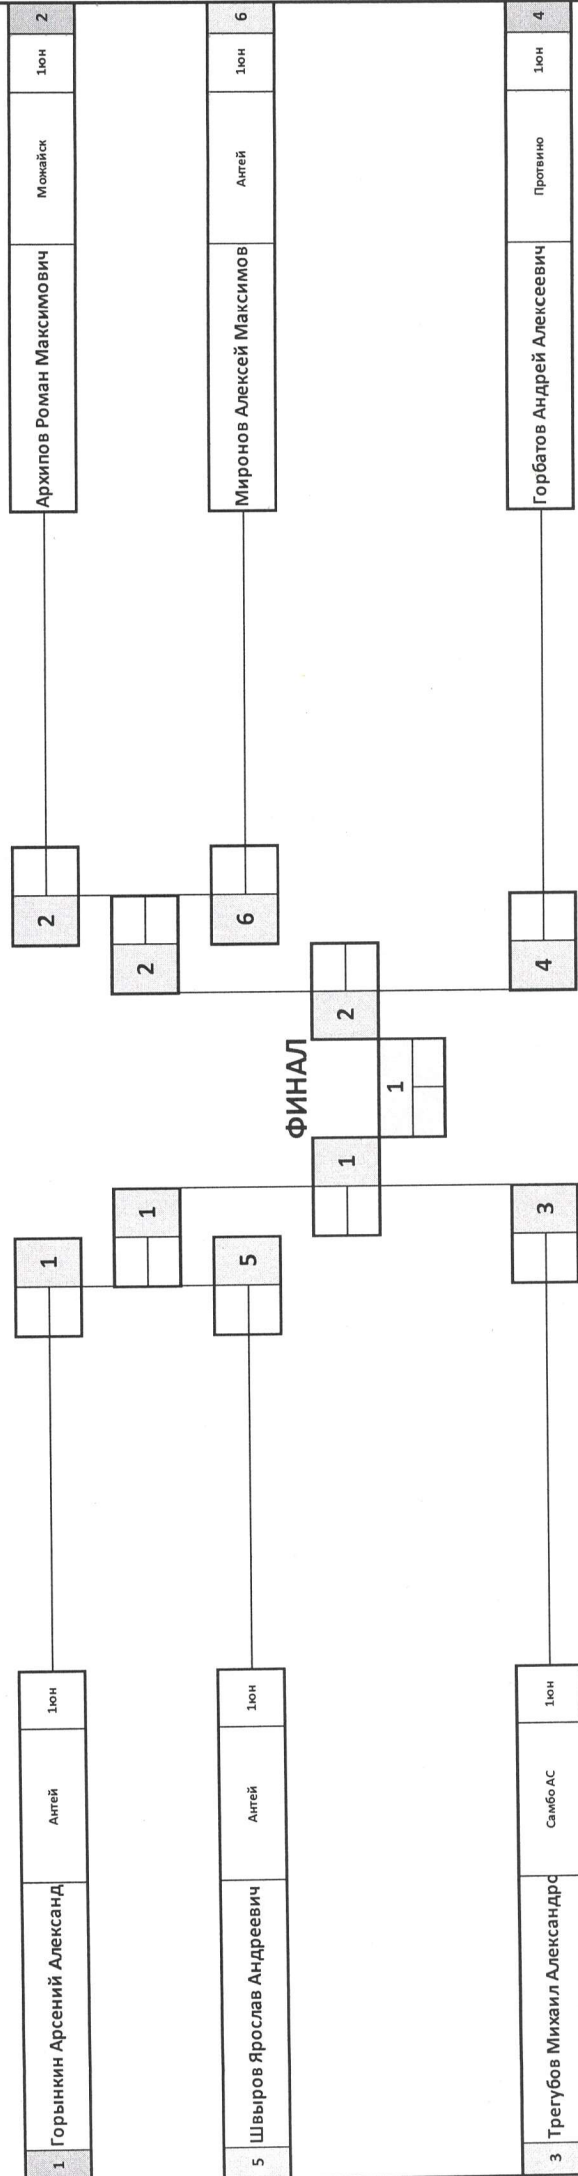 1 Горынкин Арсений Александ Антей 1юн
5 Швыров Ярослав Андреевич Антей 1юн
3 Трегубов Михаил Александро Самбо АС 1юн
1
5
1
3
1
ФИНАЛ
1
2
2
6
2
4
Архипов Роман Максимович Можайск 1юн 2
Миронов Алексей Максимов Антей 1юн 6
Горбатов Андрей Алексеевич Протвино 1юн 4